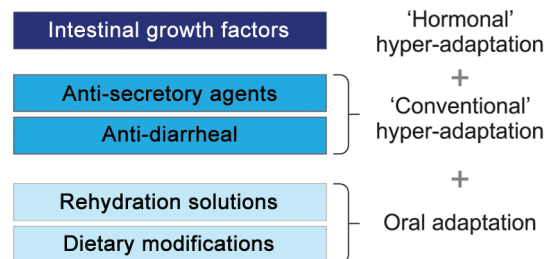 Intestinal growth factors
‘Hormonal’
hyper-adaptation
+
Anti-secretory agents
Anti-diarrheal
‘Conventional’
hyper-adaptation
+
Rehydration solutions
Dietary modifications
Oral adaptation